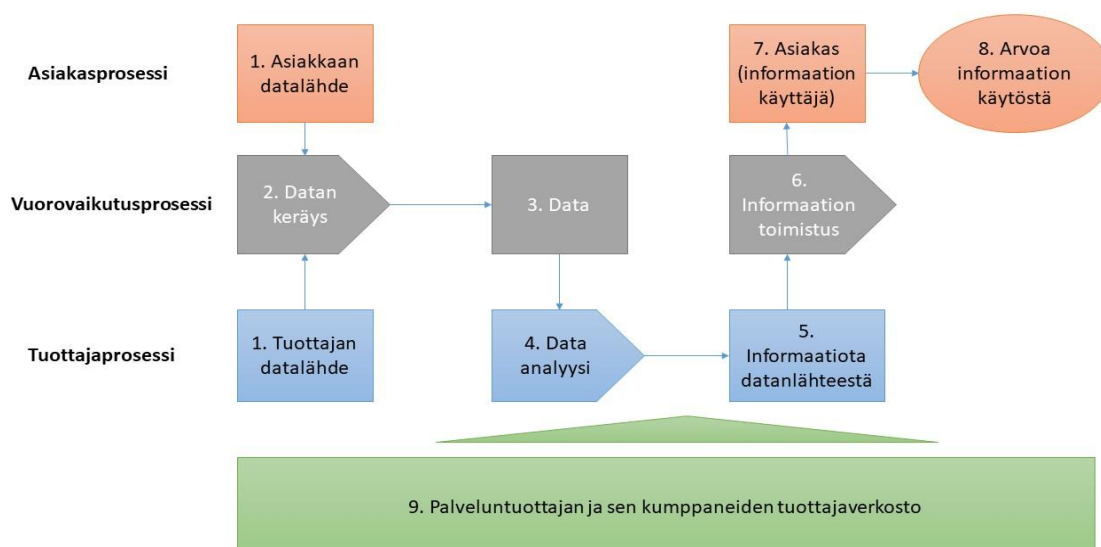 Asiakasprosessi
1. Asiakkaan
datalähde
7. Asiakas
(informaation
käyttäjä)
8. Arvoa
informaation
käytöstä
Vuorovaikutusprosessi
2. Datan
keräys
3. Data
6.
Informaation
toimistus
Tuottajaprosessi
1. Tuottajan
datalähde
4. Data
analyysi
5.
Informaatiota
datanlähteestä
9. Palveluntuottajan ja sen kumppaneiden tuottajaverkosto